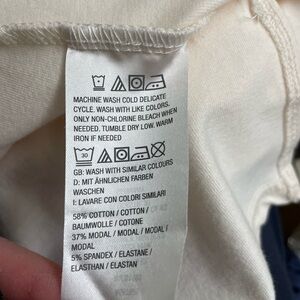 MACHINE WASH COLD DELICATE
CYCLE. WASH WITH LIKE COLORS.
ONLY NON-CHLORINE BLEACH WHEN
NEEDED. TUMBLE DRY LOW. WARM
IRON IF NEEDED
30
GB: WASH WITH SIMILAR COLOURS
D: MIT ÄHNLICHEN FARBEN
WASCHEN
I: LAVARE CON COLORI SIMILARI
58% COTTON / COTTON /
BAUMWOLLE / COTONE
37% MODAL / MODAL / MODAL /
MODAL
5% SPANDEX / ELASTANE /
ELASTHAN / ELASTAN